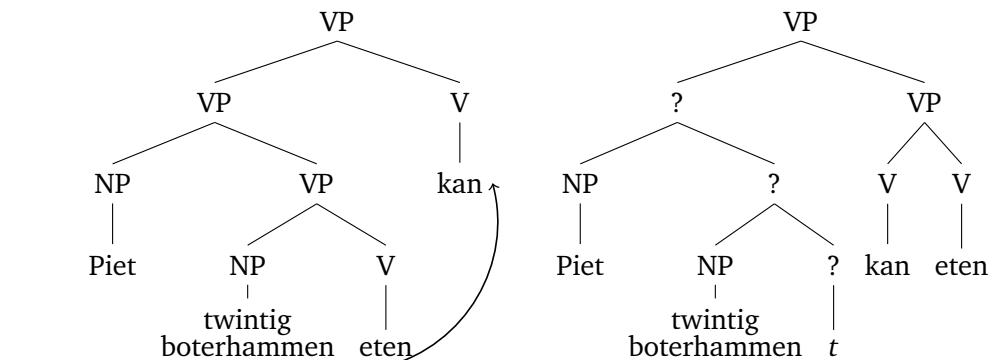 VP VP
VP V ? VP
NP VP kan NP ? V V
Piet NP V Piet NP ? kan eten
twintig twintig
boterhammen eten boterhammen t